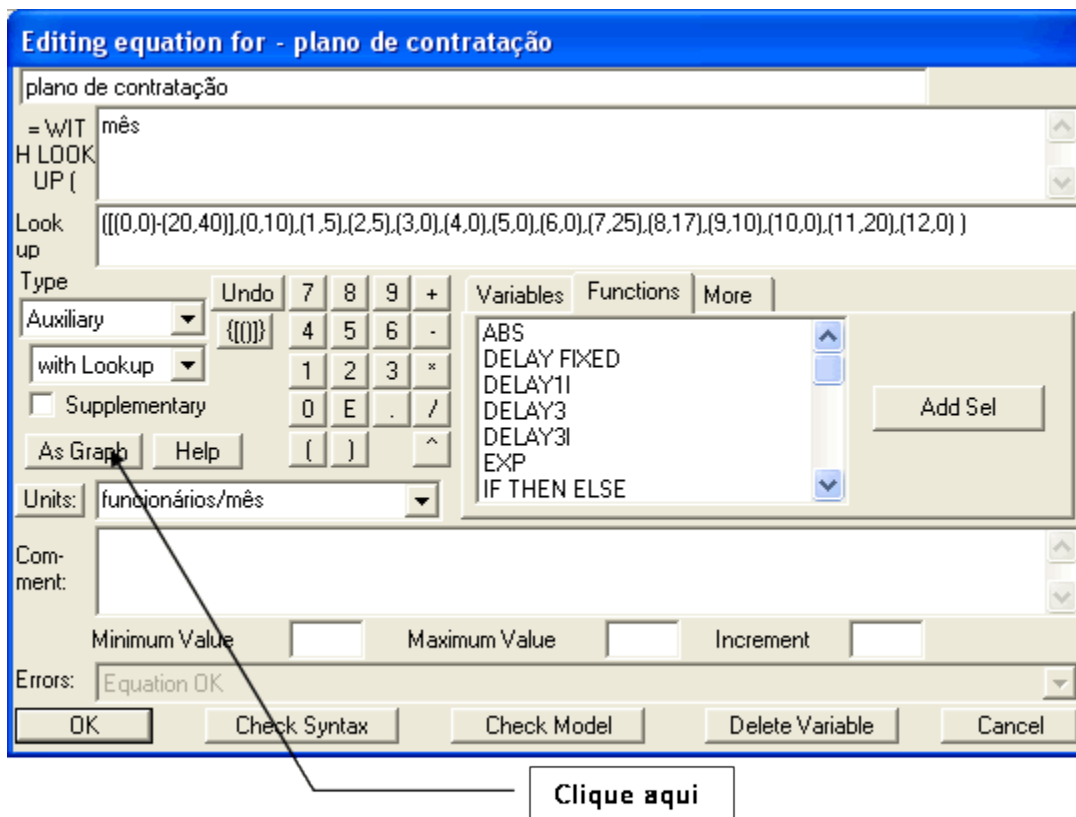 Editing equation for - plano de contratação
plano de contratação
= WIT
H LOOK
UP (
mês
Look
up
([(0,0)-(20,40)],(0,10),(1,5),(2,5),(3,0),(4,0),(5,0),(6,0),(7,25),(8,17),(9,10),(10,0),(11,20),(12,0) )
Type
Undo 7 8 9 +
Variables Functions More
Auxiliary
{[()]} 4 5 6 -
with Lookup
1 2 3 *
Supplementary
0 E . /
As Graph Help
( ) ^
ABS
DELAY FIXED
DELAY1I
DELAY3
DELAY3I
EXP
IF THEN ELSE
Add Sel
Units: funcionários/mês
Com-
ment:
Minimum Value Maximum Value Increment
Errors: Equation OK
OK Check Syntax Check Model Delete Variable Cancel
Clique aqui